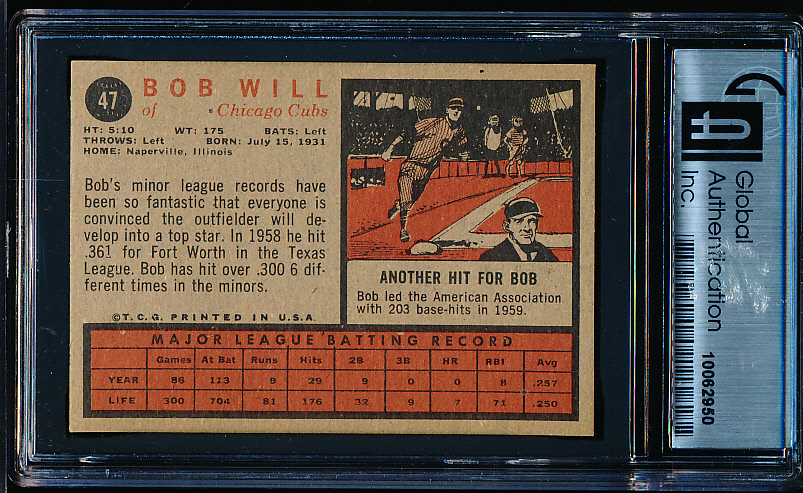 47
BOB WILL
of Chicago Cubs
HT: 5:10 WT: 175 BATS: Left
THROWS: Left BORN: July 15, 1931
HOME: Naperville, Illinois
Bob's minor league records have
been so fantastic that everyone is
convinced the outfielder will de-
velop into a top star. In 1958 he hit
.361 for Fort Worth in the Texas
League. Bob has hit over .300 6 dif-
ferent times in the minors.
©T.C.G. PRINTED IN U.S.A.
ANOTHER HIT FOR BOB
Bob led the American Association
with 203 base-hits in 1959.
MAJOR LEAGUE BATTING RECORD
Games At Bat Runs Hits 2B 3B HR RBI Avg
YEAR 86 113 9 29 9 0 0 8 .257
LIFE 300 704 81 176 32 9 7 71 .250
GA
Global
Authentication
Inc.
10062950